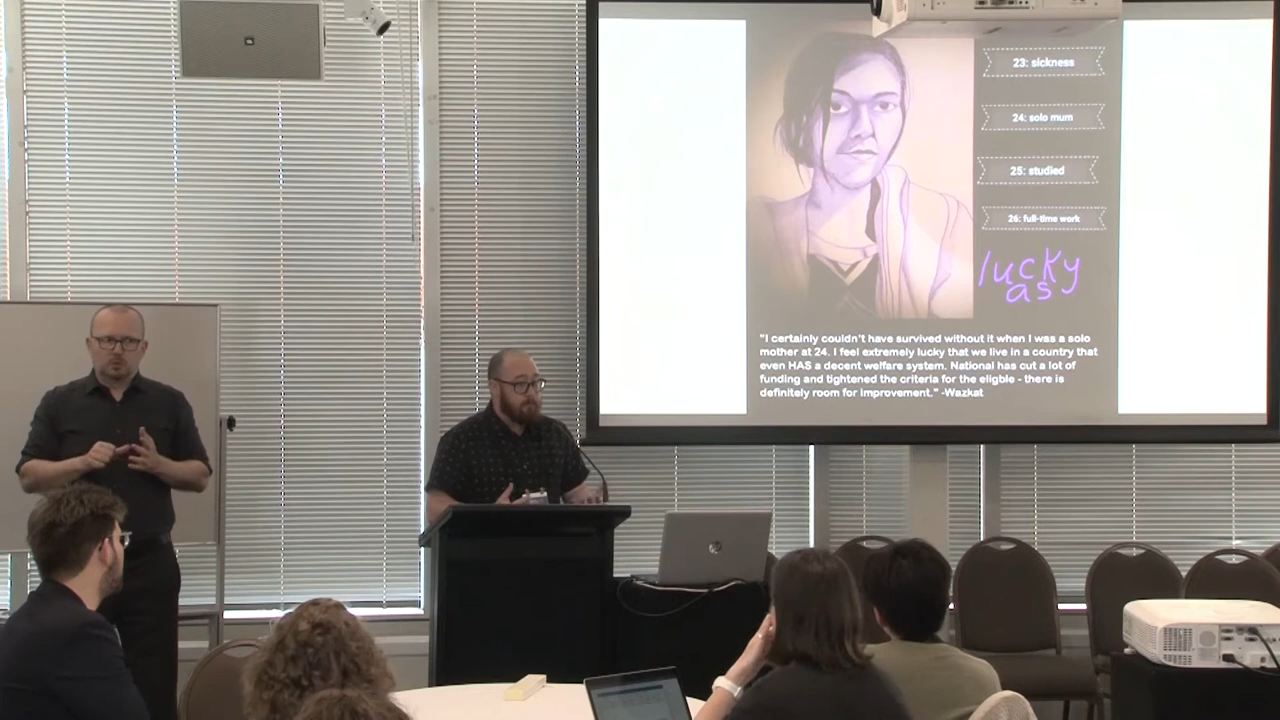 23: sickness
24: solo mum
25: studied
26: full-time work
lucky
as
"I certainly couldn't have survived without it when I was a solo
mother at 24. I feel extremely lucky that we live in a country that
even HAS a decent welfare system. National has cut a lot of
funding and tightened the criteria for the eligble - there is
definitely room for improvement." -Wazkat
hp